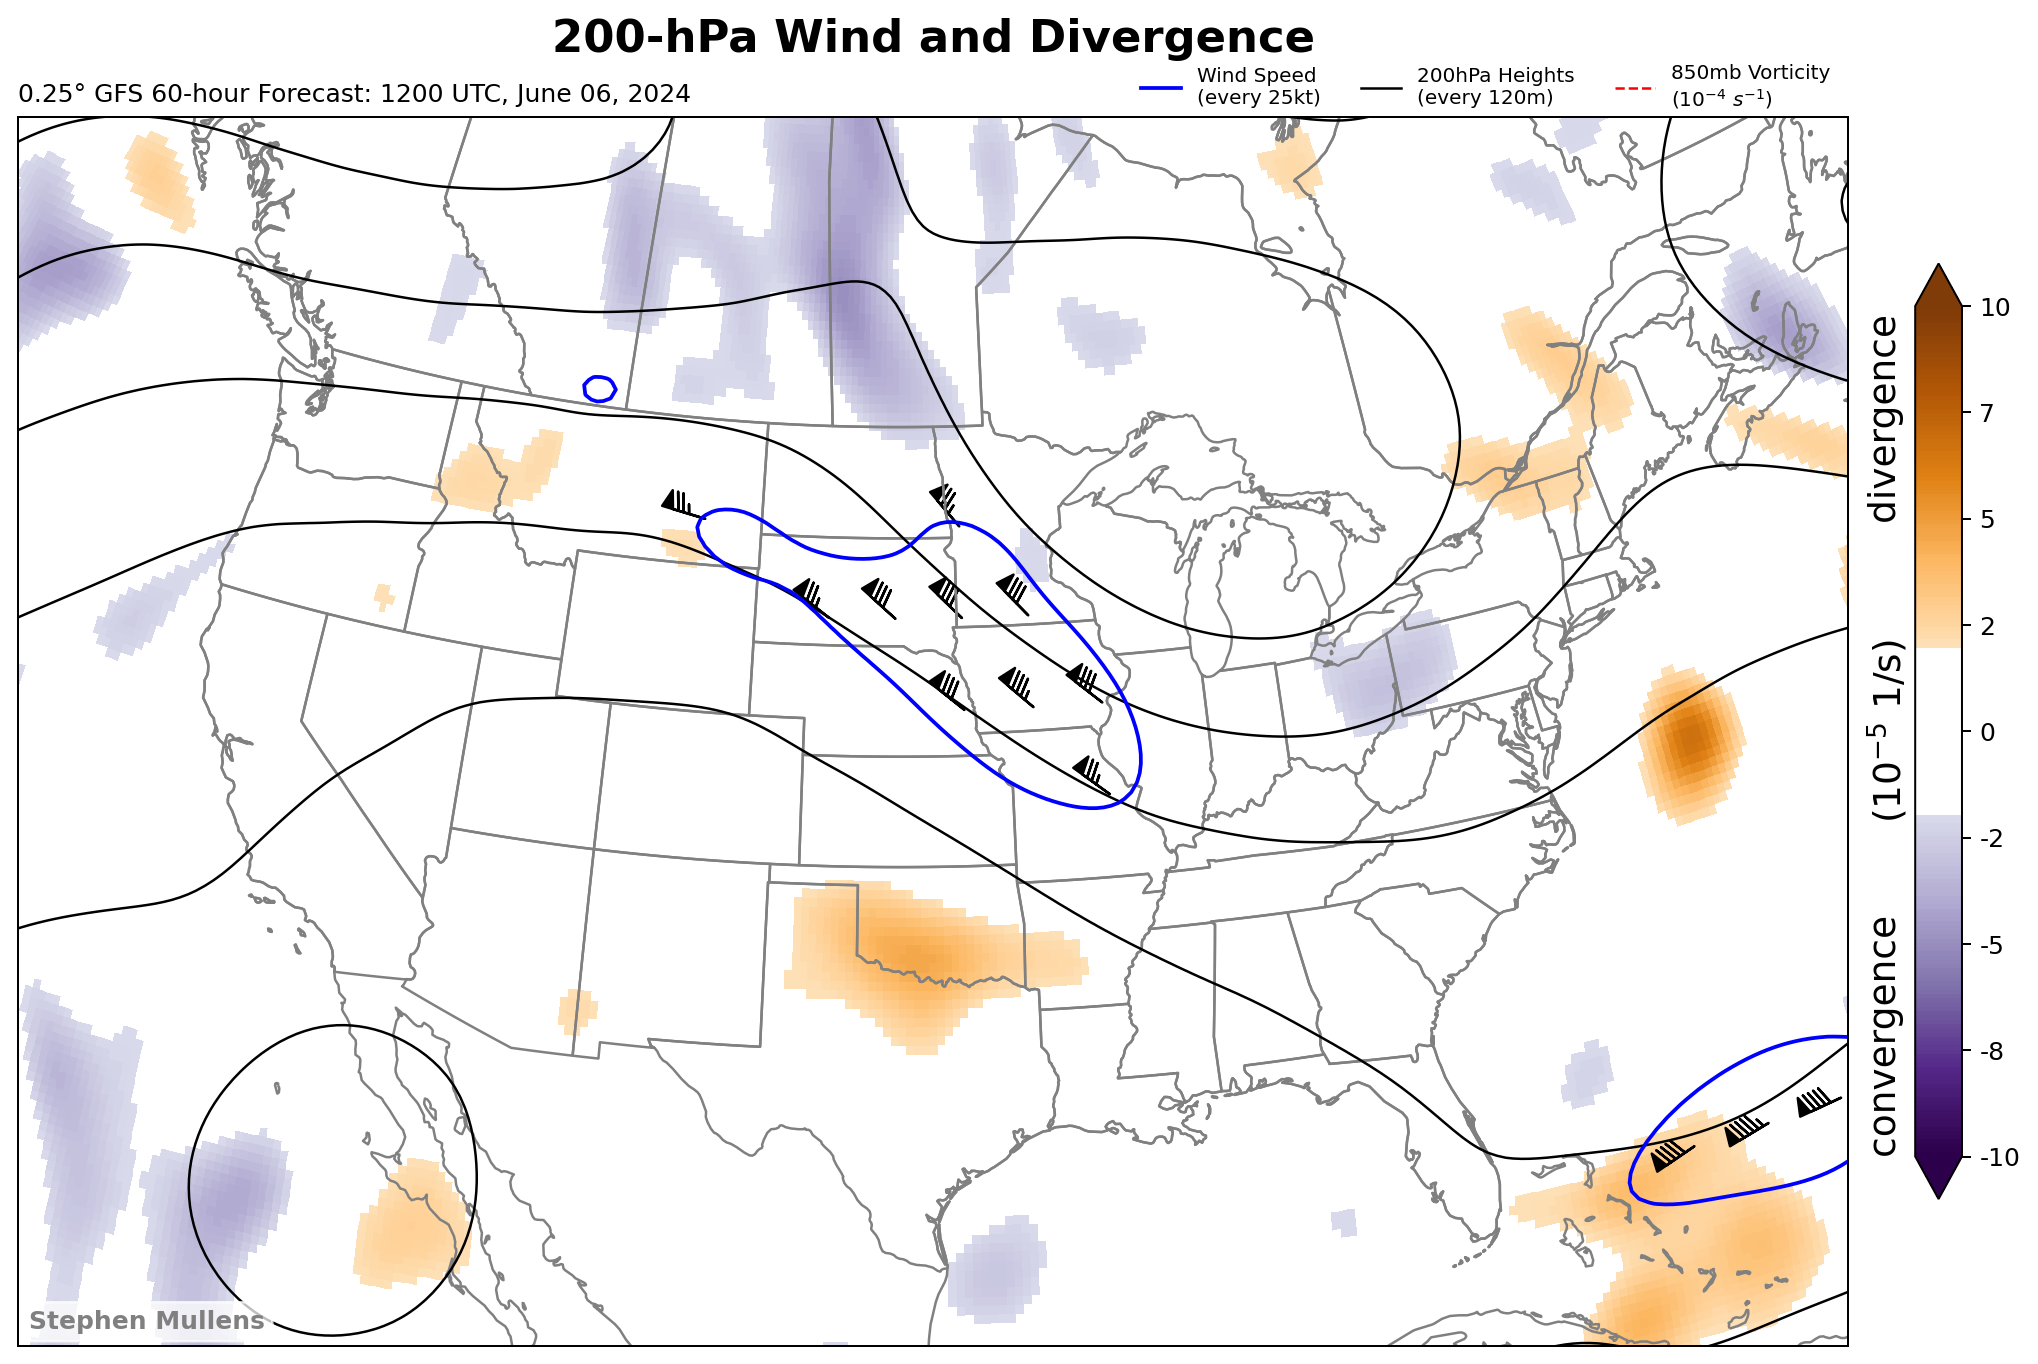 200-hPa Wind and Divergence
0.25° GFS 60-hour Forecast: 1200 UTC, June 06, 2024
Wind Speed
(every 25kt)
200hPa Heights
(every 120m)
850mb Vorticity
(10⁻⁴ s⁻¹)
convergence (10⁻⁵ 1/s) divergence
10
7
5
2
0
-2
-5
-8
-10
Stephen Mullens